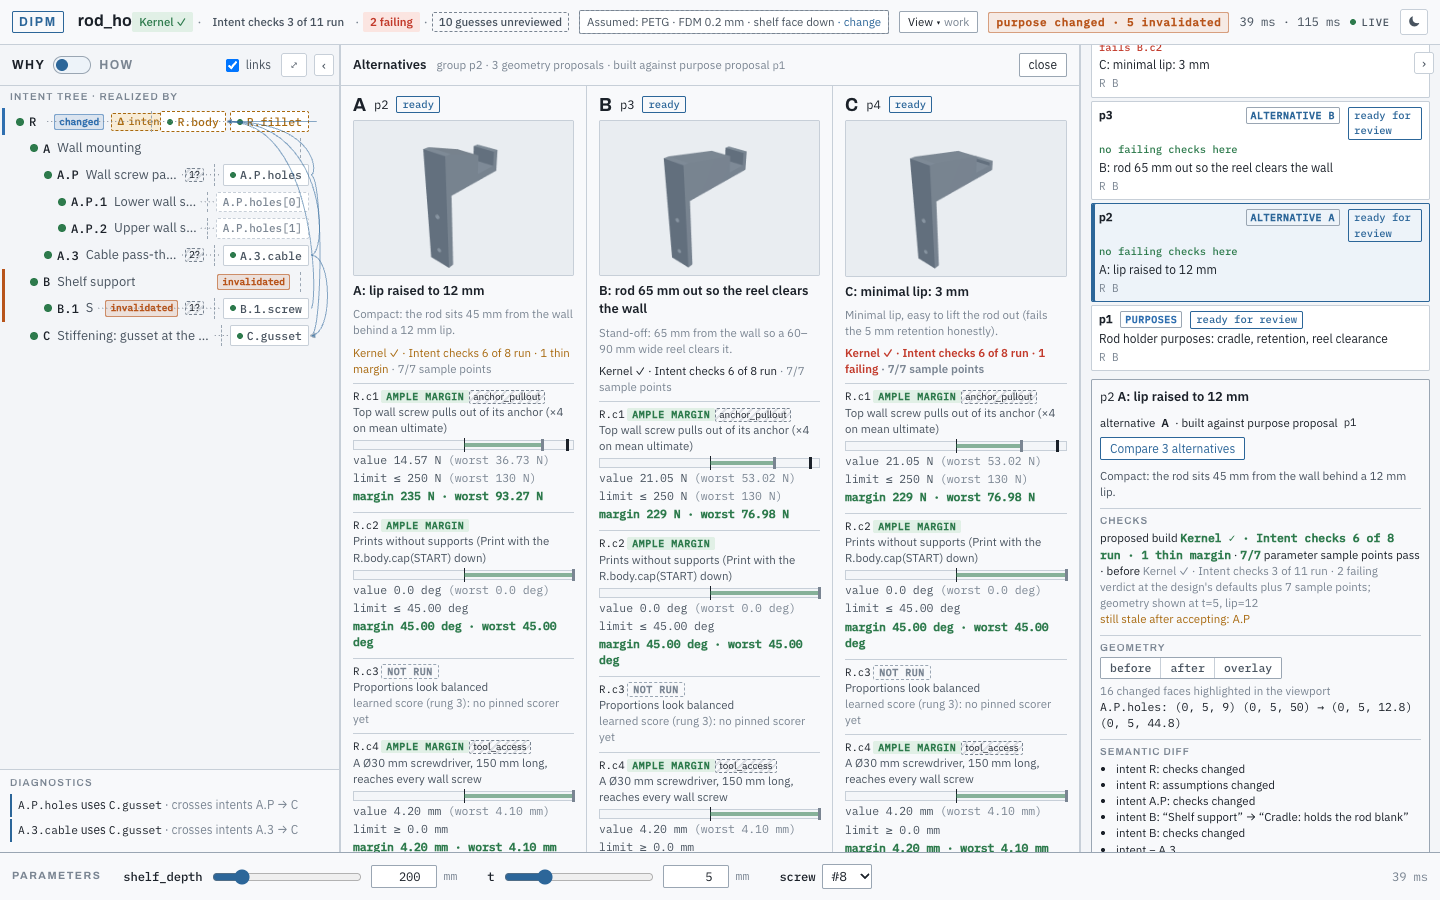 DIPM rod_ho Kernel ✓ · Intent checks 3 of 11 run · 2 failing · 10 guesses unreviewed Assumed: PETG · FDM 0.2 mm · shelf face down · change View • work purpose changed · 5 invalidated 39 ms · 115 ms LIVE
WHY HOW links
INTENT TREE · REALIZED BY
R changed Δ inten R.body R.fillet
A Wall mounting
A.P Wall screw pa... 1? A.P.holes
A.P.1 Lower wall s... A.P.holes[0]
A.P.2 Upper wall s... A.P.holes[1]
A.3 Cable pass-th... 2? A.3.cable
B Shelf support invalidated
B.1 S invalidated 1? B.1.screw
C Stiffening: gusset at the ... C.gusset
DIAGNOSTICS
A.P.holes uses C.gusset · crosses intents A.P → C
A.3.cable uses C.gusset · crosses intents A.3 → C
Alternatives group p2 · 3 geometry proposals · built against purpose proposal p1 close
A p2 ready
A: lip raised to 12 mm
Compact: the rod sits 45 mm from the wall
behind a 12 mm lip.
Kernel ✓ · Intent checks 6 of 8 run · 1 thin
margin · 7/7 sample points
R.c1 AMPLE MARGIN anchor_pullout
Top wall screw pulls out of its anchor (×4
on mean ultimate)
value 14.57 N (worst 36.73 N)
limit ≤ 250 N (worst 130 N)
margin 235 N · worst 93.27 N
R.c2 AMPLE MARGIN
Prints without supports (Print with the
R.body.cap(START) down)
value 0.0 deg (worst 0.0 deg)
limit ≤ 45.00 deg
margin 45.00 deg · worst 45.00
deg
R.c3 NOT RUN
Proportions look balanced
learned score (rung 3): no pinned scorer
yet
R.c4 AMPLE MARGIN tool_access
A Ø30 mm screwdriver, 150 mm long,
reaches every wall screw
value 4.20 mm (worst 4.10 mm)
limit ≥ 0.0 mm
margin 4.20 mm · worst 4.10 mm
B p3 ready
B: rod 65 mm out so the reel clears
the wall
Stand-off: 65 mm from the wall so a 60–
90 mm wide reel clears it.
Kernel ✓ · Intent checks 6 of 8 run · 7/7
sample points
R.c1 AMPLE MARGIN anchor_pullout
Top wall screw pulls out of its anchor (×4
on mean ultimate)
value 21.05 N (worst 53.02 N)
limit ≤ 250 N (worst 130 N)
margin 229 N · worst 76.98 N
R.c2 AMPLE MARGIN
Prints without supports (Print with the
R.body.cap(START) down)
value 0.0 deg (worst 0.0 deg)
limit ≤ 45.00 deg
margin 45.00 deg · worst 45.00
deg
R.c3 NOT RUN
Proportions look balanced
learned score (rung 3): no pinned scorer
yet
R.c4 AMPLE MARGIN tool_access
A Ø30 mm screwdriver, 150 mm long,
reaches every wall screw
value 4.20 mm (worst 4.10 mm)
limit ≥ 0.0 mm
C p4 ready
C: minimal lip: 3 mm
Minimal lip, easy to lift the rod out (fails
the 5 mm retention honestly).
Kernel ✓ · Intent checks 6 of 8 run · 1
failing · 7/7 sample points
R.c1 AMPLE MARGIN anchor_pullout
Top wall screw pulls out of its anchor (×4
on mean ultimate)
value 21.05 N (worst 53.02 N)
limit ≤ 250 N (worst 130 N)
margin 229 N · worst 76.98 N
R.c2 AMPLE MARGIN
Prints without supports (Print with the
R.body.cap(START) down)
value 0.0 deg (worst 0.0 deg)
limit ≤ 45.00 deg
margin 45.00 deg · worst 45.00
deg
R.c3 NOT RUN
Proportions look balanced
learned score (rung 3): no pinned scorer
yet
R.c4 AMPLE MARGIN tool_access
A Ø30 mm screwdriver, 150 mm long,
reaches every wall screw
value 4.20 mm (worst 4.10 mm)
limit ≥ 0.0 mm
margin 4.20 mm · worst 4.10 mm
fails B.c2
C: minimal lip: 3 mm
R B
p3 ALTERNATIVE B ready for
review
no failing checks here
B: rod 65 mm out so the reel clears the wall
R B
p2 ALTERNATIVE A ready for
review
no failing checks here
A: lip raised to 12 mm
R B
p1 PURPOSES ready for review
Rod holder purposes: cradle, retention, reel clearance
R B
p2 A: lip raised to 12 mm
alternative A · built against purpose proposal p1
Compare 3 alternatives
Compact: the rod sits 45 mm from the wall behind a 12 mm
lip.
CHECKS
proposed build Kernel ✓ · Intent checks 6 of 8
run · 1 thin margin · 7/7 parameter sample points pass
· before Kernel ✓ · Intent checks 3 of 11 run · 2 failing
verdict at the design's defaults plus 7 sample points;
geometry shown at t=5, lip=12
still stale after accepting: A.P
GEOMETRY
before after overlay
16 changed faces highlighted in the viewport
A.P.holes: (0, 5, 9) (0, 5, 50) → (0, 5, 12.8)
(0, 5, 44.8)
SEMANTIC DIFF
• intent R: checks changed
• intent R: assumptions changed
• intent A.P: checks changed
• intent B: “Shelf support” → “Cradle: holds the rod blank”
• intent B: checks changed
• intent − A.3
PARAMETERS shelf_depth 200 mm t 5 mm screw #8 39 ms